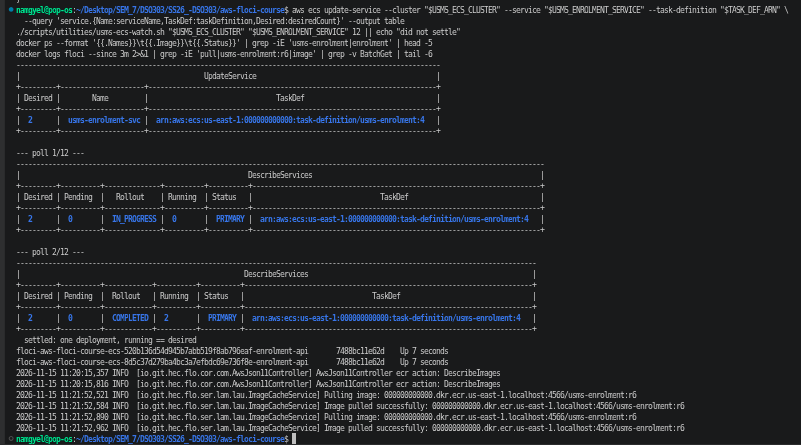 }
namgyel@pop-os:~/Desktop/SEM_7/DSO303/SS26_-DSO303/aws-floci-course$ aws ecs update-service --cluster "$USMS_ECS_CLUSTER" --service "$USMS_ENROLMENT_SERVICE" --task-definition "$TASK_DEF_ARN" \
--query 'service.{Name:serviceName,TaskDef:taskDefinition,Desired:desiredCount}' --output table
./scripts/utilities/usms-ecs-watch.sh "$USMS_ECS_CLUSTER" "$USMS_ENROLMENT_SERVICE" 12 || echo "did not settle"
docker ps --format '{{.Names}}\t{{.Image}}\t{{.Status}}' | grep -iE 'usms-enrolment|enrolment' | head -5
docker logs floci --since 3m 2>&1 | grep -iE 'pull|usms-enrolment:r6|image' | grep -v BatchGet | tail -6
| UpdateService |
| Desired | Name | TaskDef |
| 2 | usms-enrolment-svc | arn:aws:ecs:us-east-1:000000000000:task-definition/usms-enrolment:4 |
--- poll 1/12 ---
| DescribeServices |
| Desired | Pending | Rollout | Running | Status | TaskDef |
| 2 | 0 | IN_PROGRESS | 0 | PRIMARY | arn:aws:ecs:us-east-1:000000000000:task-definition/usms-enrolment:4 |
--- poll 2/12 ---
| DescribeServices |
| Desired | Pending | Rollout | Running | Status | TaskDef |
| 2 | 0 | COMPLETED | 2 | PRIMARY | arn:aws:ecs:us-east-1:000000000000:task-definition/usms-enrolment:4 |
settled: one deployment, running == desired
floci-aws-floci-course-ecs-520b136d54d945b7abb519f8ab796eaf-enrolment-api 7488bc11e62d Up 7 seconds
floci-aws-floci-course-ecs-8d5c37d279ba4bc3a7efbdc69e736f8e-enrolment-api 7488bc11e62d Up 7 seconds
2026-11-15 11:20:15,357 INFO [io.git.hec.flo.cor.com.AwsJson11Controller] AwsJson11Controller ecr action: DescribeImages
2026-11-15 11:20:15,816 INFO [io.git.hec.flo.cor.com.AwsJson11Controller] AwsJson11Controller ecr action: DescribeImages
2026-11-15 11:21:52,521 INFO [io.git.hec.flo.ser.lam.lau.ImageCacheService] Pulling image: 000000000000.dkr.ecr.us-east-1.localhost:4566/usms-enrolment:r6
2026-11-15 11:21:52,584 INFO [io.git.hec.flo.ser.lam.lau.ImageCacheService] Image pulled successfully: 000000000000.dkr.ecr.us-east-1.localhost:4566/usms-enrolment:r6
2026-11-15 11:21:52,890 INFO [io.git.hec.flo.ser.lam.lau.ImageCacheService] Pulling image: 000000000000.dkr.ecr.us-east-1.localhost:4566/usms-enrolment:r6
2026-11-15 11:21:52,962 INFO [io.git.hec.flo.ser.lam.lau.ImageCacheService] Image pulled successfully: 000000000000.dkr.ecr.us-east-1.localhost:4566/usms-enrolment:r6
namgyel@pop-os:~/Desktop/SEM_7/DSO303/SS26_-DSO303/aws-floci-course$